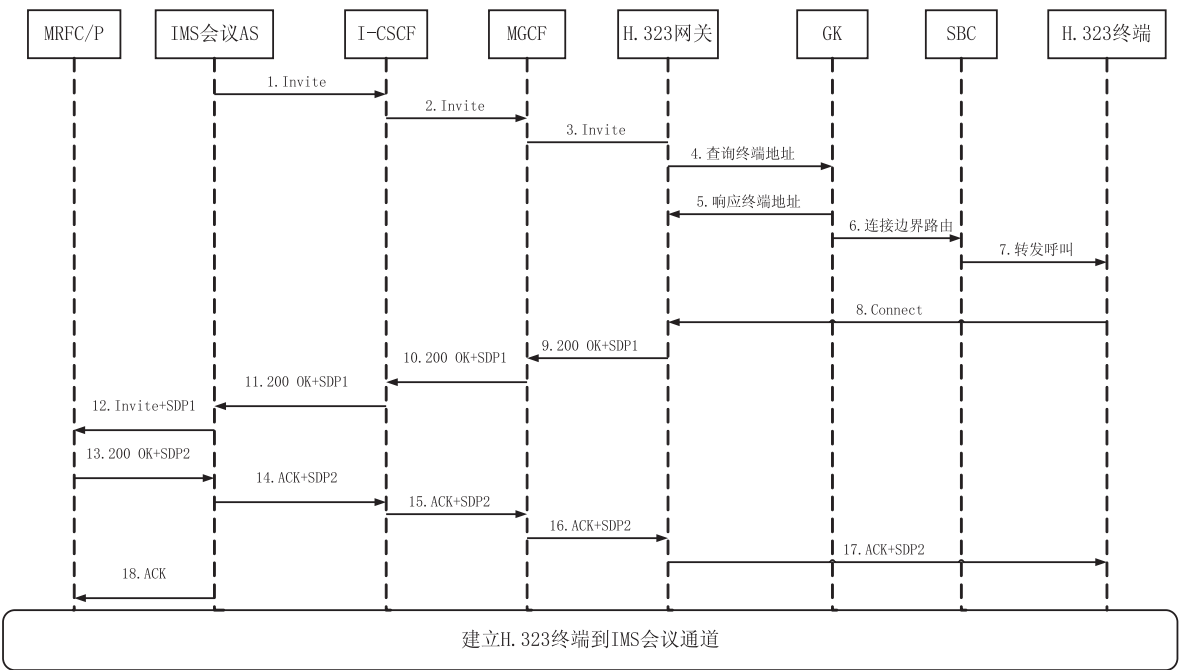 MRFC/P
IMS会议AS
I-CSCF
MGCF
H.323网关
GK
SBC
H.323终端
1.Invite
2.Invite
3.Invite
4.查询终端地址
5.响应终端地址
6.连接边界路由
7.转发呼叫
8.Connect
9.200 OK+SDP1
10.200 OK+SDP1
11.200 OK+SDP1
12.Invite+SDP1
13.200 OK+SDP2
14.ACK+SDP2
15.ACK+SDP2
16.ACK+SDP2
17.ACK+SDP2
18.ACK
建立H.323终端到IMS会议通道